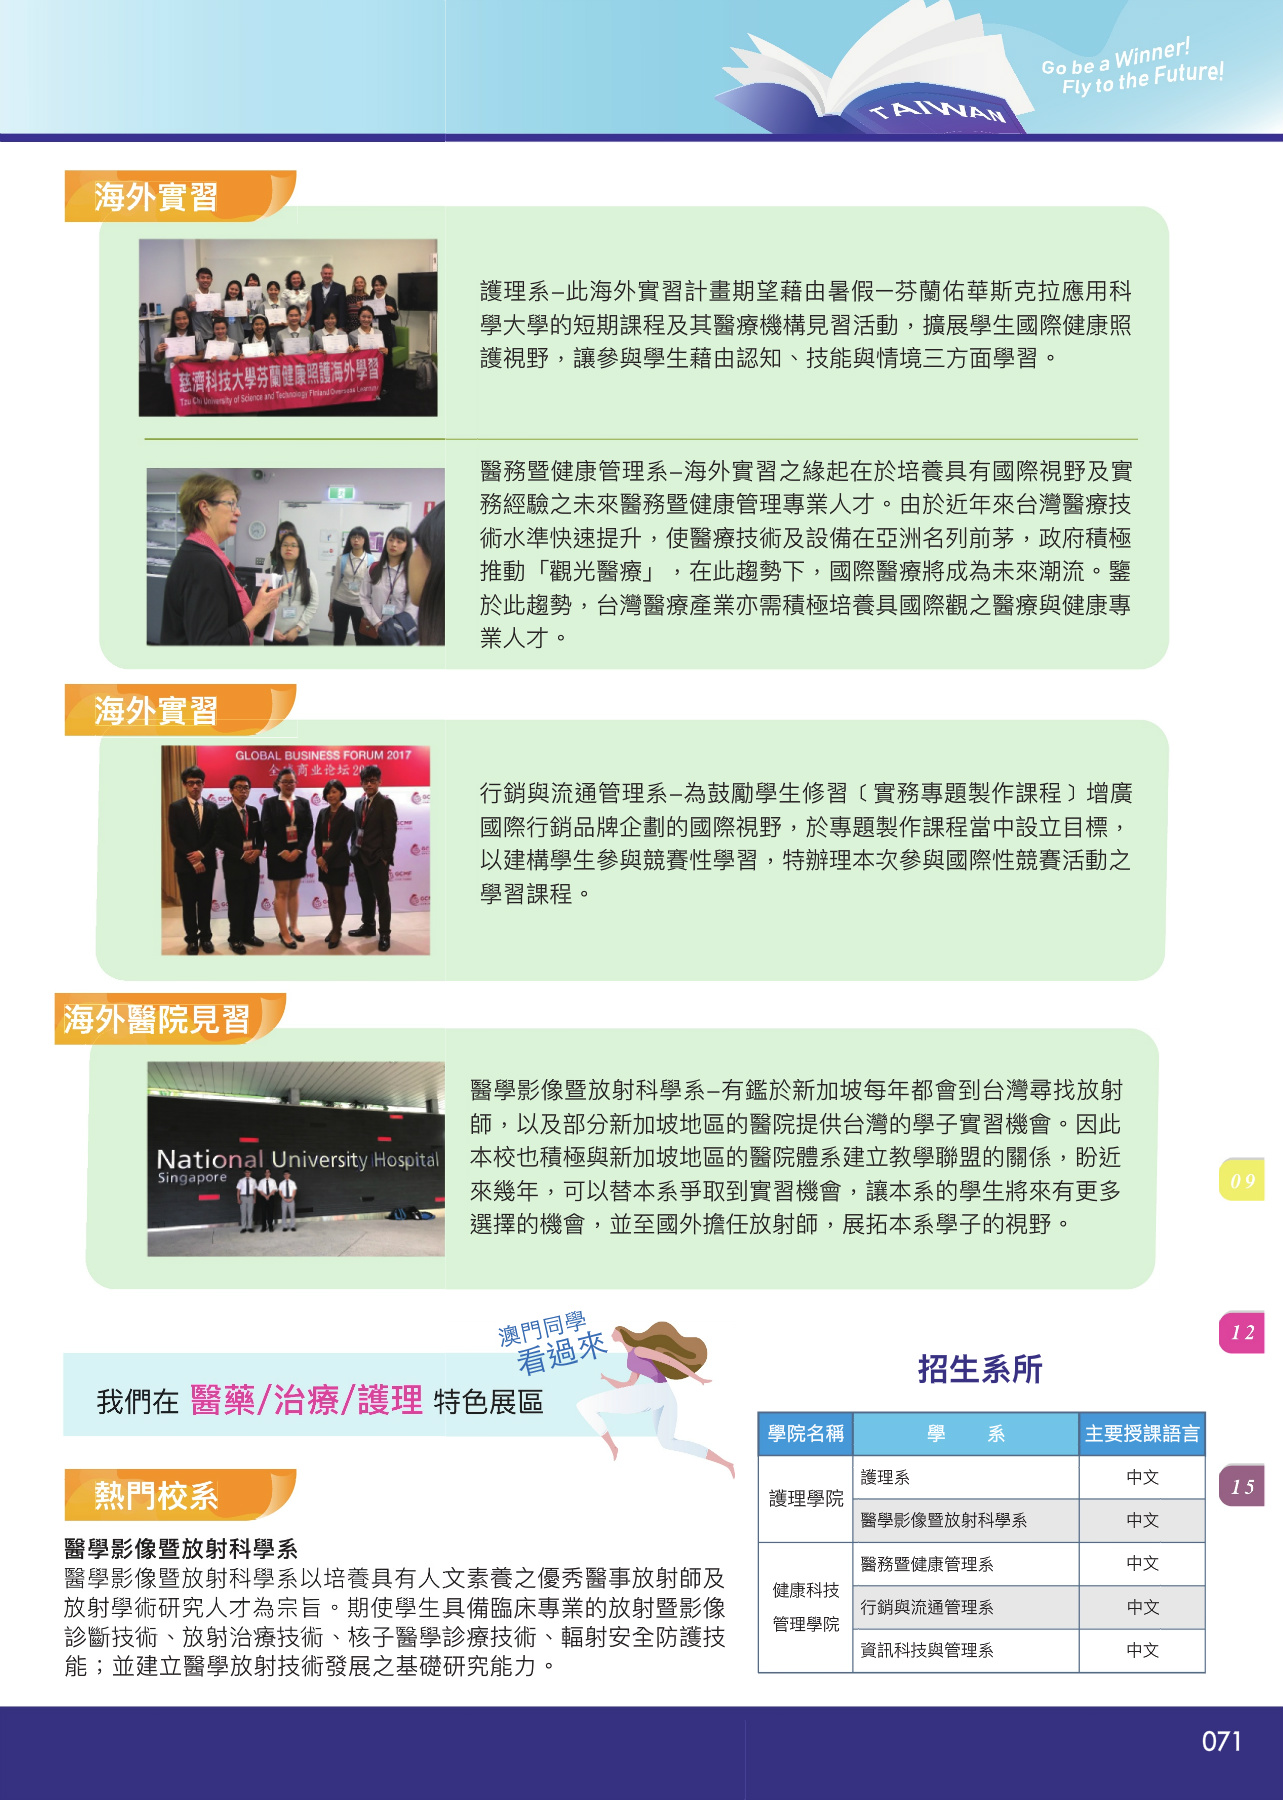 Go be a Winner!
Fly to the Future!
TAIWAN
海外實習
慈濟科技大學芬蘭健康照護海外學習
Tzu Chi University of Science and Technology Finland Overseas Learning
護理系–此海外實習計畫期望藉由暑假—芬蘭佑華斯克拉應用科
學大學的短期課程及其醫療機構見習活動，擴展學生國際健康照
護視野，讓參與學生藉由認知、技能與情境三方面學習。
醫務暨健康管理系–海外實習之緣起在於培養具有國際視野及實
務經驗之未來醫務暨健康管理專業人才。由於近年來台灣醫療技
術水準快速提升，使醫療技術及設備在亞洲名列前茅，政府積極
推動「觀光醫療」，在此趨勢下，國際醫療將成為未來潮流。鑒
於此趨勢，台灣醫療產業亦需積極培養具國際觀之醫療與健康專
業人才。
海外實習
GLOBAL BUSINESS FORUM 2017
全球商业论坛20
GCMF
行銷與流通管理系–為鼓勵學生修習﹝實務專題製作課程﹞增廣
國際行銷品牌企劃的國際視野，於專題製作課程當中設立目標，
以建構學生參與競賽性學習，特辦理本次參與國際性競賽活動之
學習課程。
海外醫院見習
National University Hospital
Singapore
醫學影像暨放射科學系–有鑑於新加坡每年都會到台灣尋找放射
師，以及部分新加坡地區的醫院提供台灣的學子實習機會。因此
本校也積極與新加坡地區的醫院體系建立教學聯盟的關係，盼近
來幾年，可以替本系爭取到實習機會，讓本系的學生將來有更多
選擇的機會，並至國外擔任放射師，展拓本系學子的視野。
09
12
15
澳門同學
看過來
我們在 醫藥/治療/護理 特色展區
熱門校系
醫學影像暨放射科學系
醫學影像暨放射科學系以培養具有人文素養之優秀醫事放射師及
放射學術研究人才為宗旨。期使學生具備臨床專業的放射暨影像
診斷技術、放射治療技術、核子醫學診療技術、輻射安全防護技
能；並建立醫學放射技術發展之基礎研究能力。
招生系所
學院名稱 學 系 主要授課語言
護理學院
護理系 中文
醫學影像暨放射科學系 中文
健康科技
管理學院
醫務暨健康管理系 中文
行銷與流通管理系 中文
資訊科技與管理系 中文
071